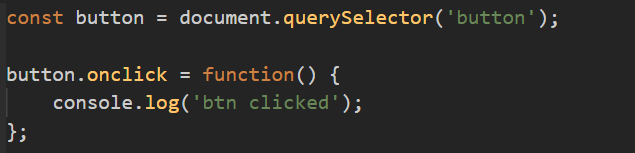 const button = document.querySelector('button');
button.onclick = function() {
    console.log('btn clicked');
};